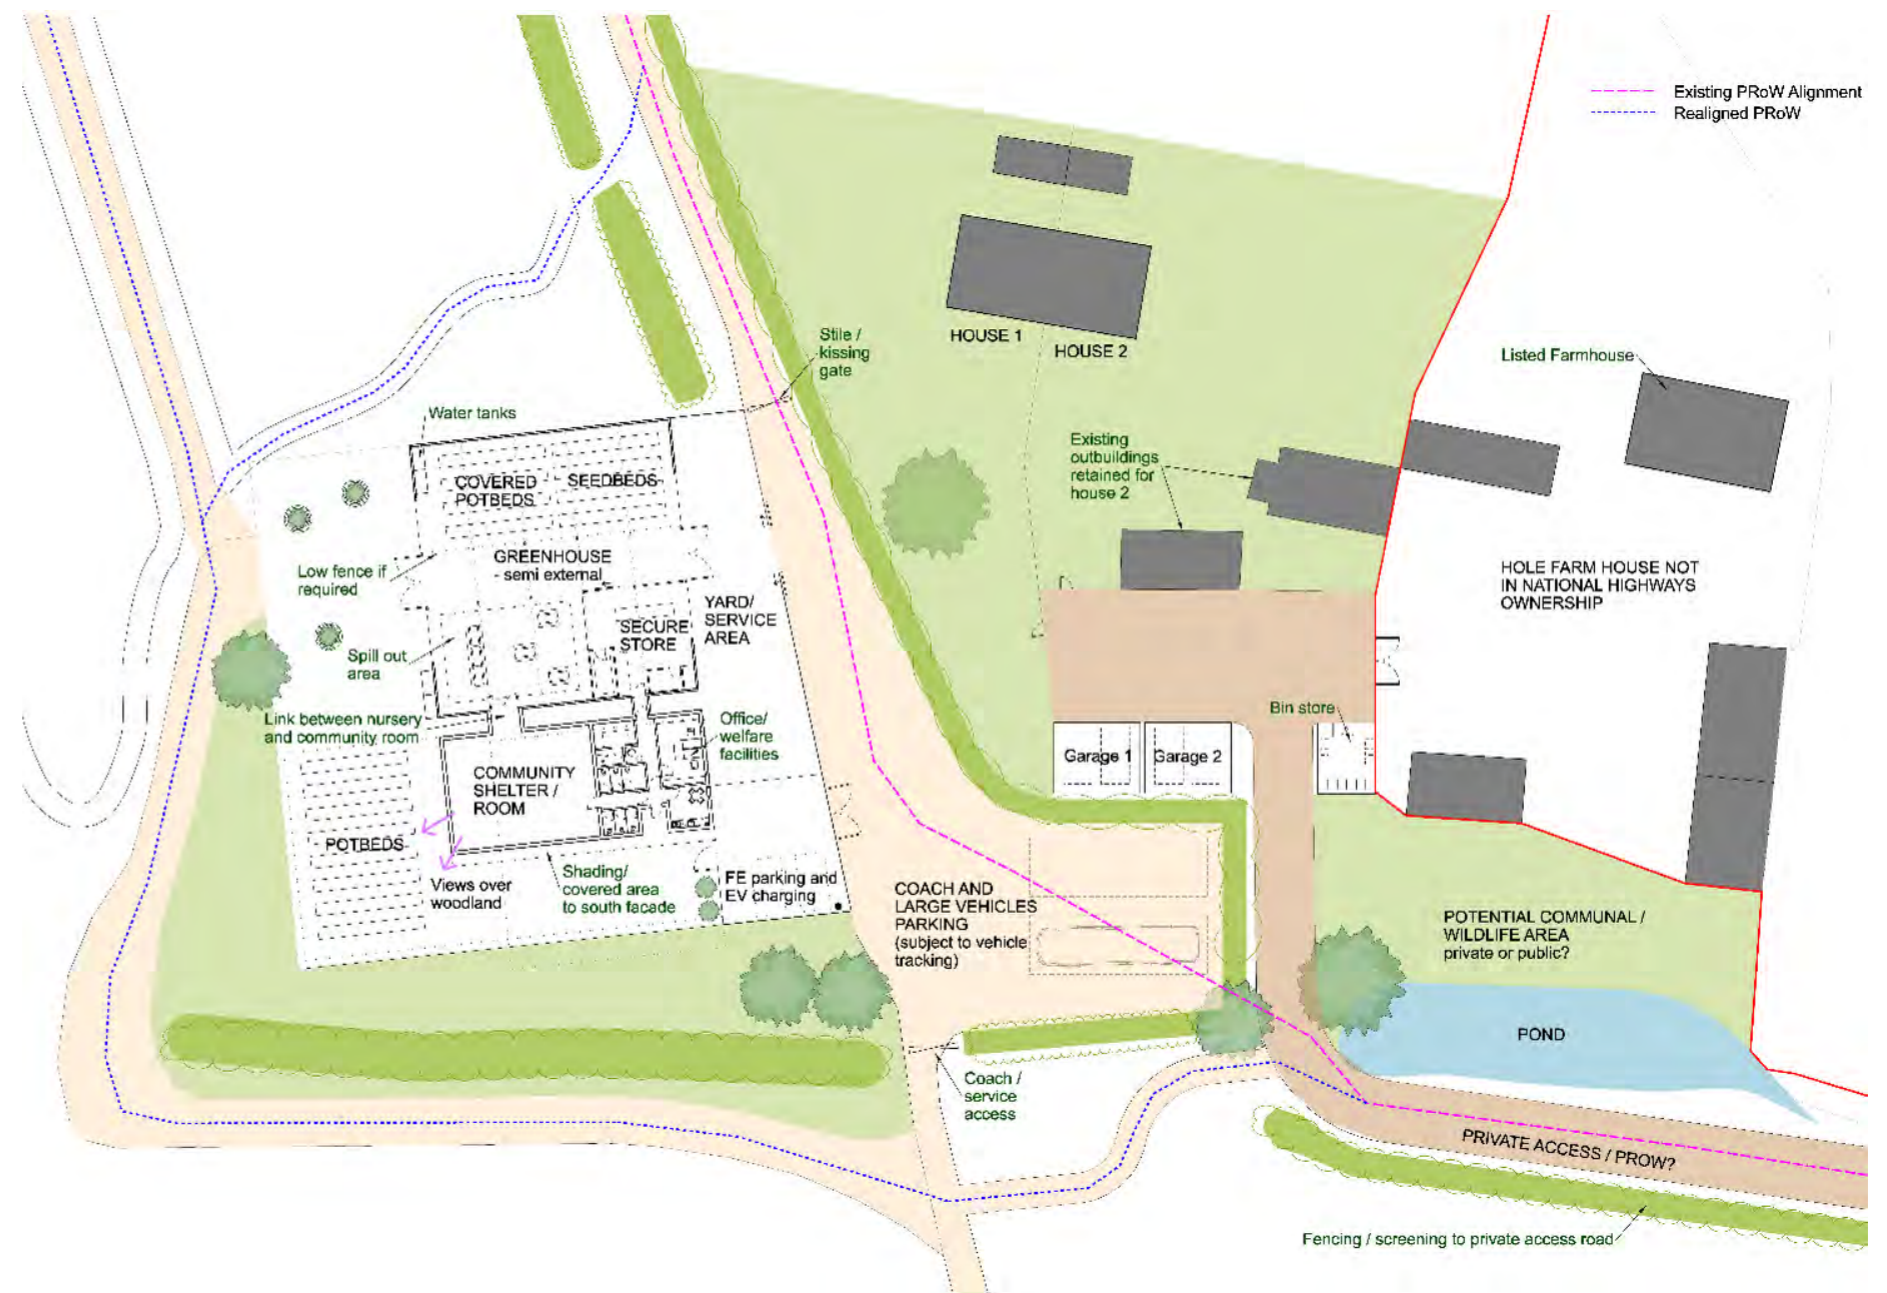 Existing PRoW Alignment
Realigned PRoW
Stile /
kissing
gate
HOUSE 1
HOUSE 2
Listed Farmhouse
Water tanks
Existing
outbuildings
retained for
house 2
COVERED
POTBEDS
SEEDBEDS
GREENHOUSE
- semi external
Low fence if
required
HOLE FARM HOUSE NOT
IN NATIONAL HIGHWAYS
OWNERSHIP
YARD/
SERVICE
AREA
SECURE
STORE
Spill out
area
Link between nursery
and community room
Office/
welfare
facilities
Bin store
Garage 1
Garage 2
COMMUNITY
SHELTER /
ROOM
POTBEDS
Views over
woodland
Shading/
covered area
to south facade
FE parking and
EV charging
COACH AND
LARGE VEHICLES
PARKING
(subject to vehicle
tracking)
POTENTIAL COMMUNAL /
WILDLIFE AREA
private or public?
POND
Coach /
service
access
PRIVATE ACCESS / PROW?
Fencing / screening to private access road